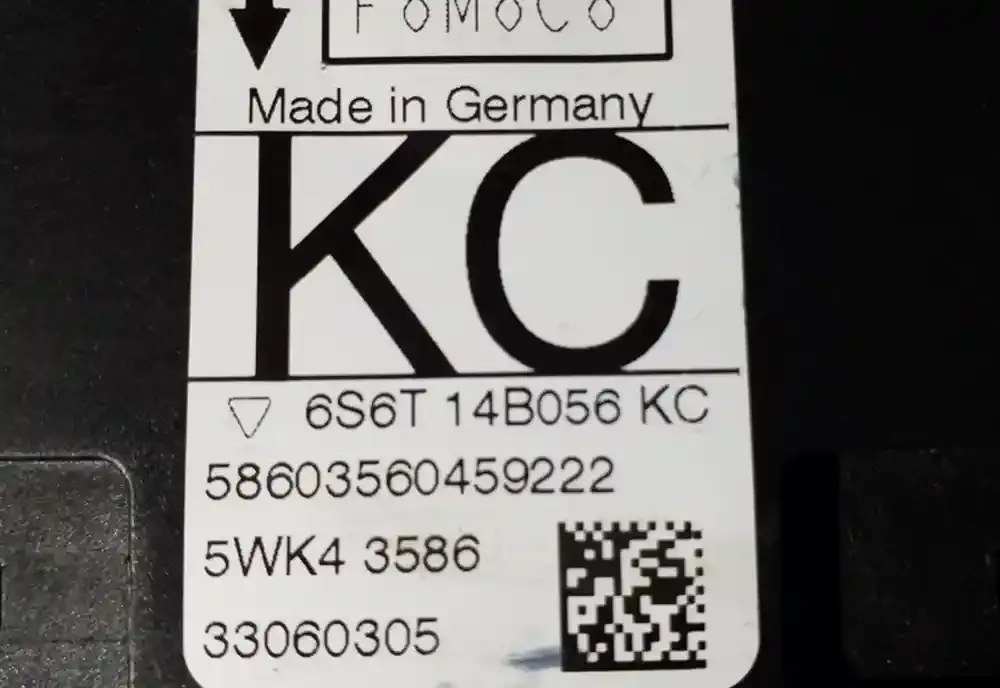 FoMoCo
Made in Germany
KC
6S6T 14B056 KC
58603560459222
5WK4 3586
33060305